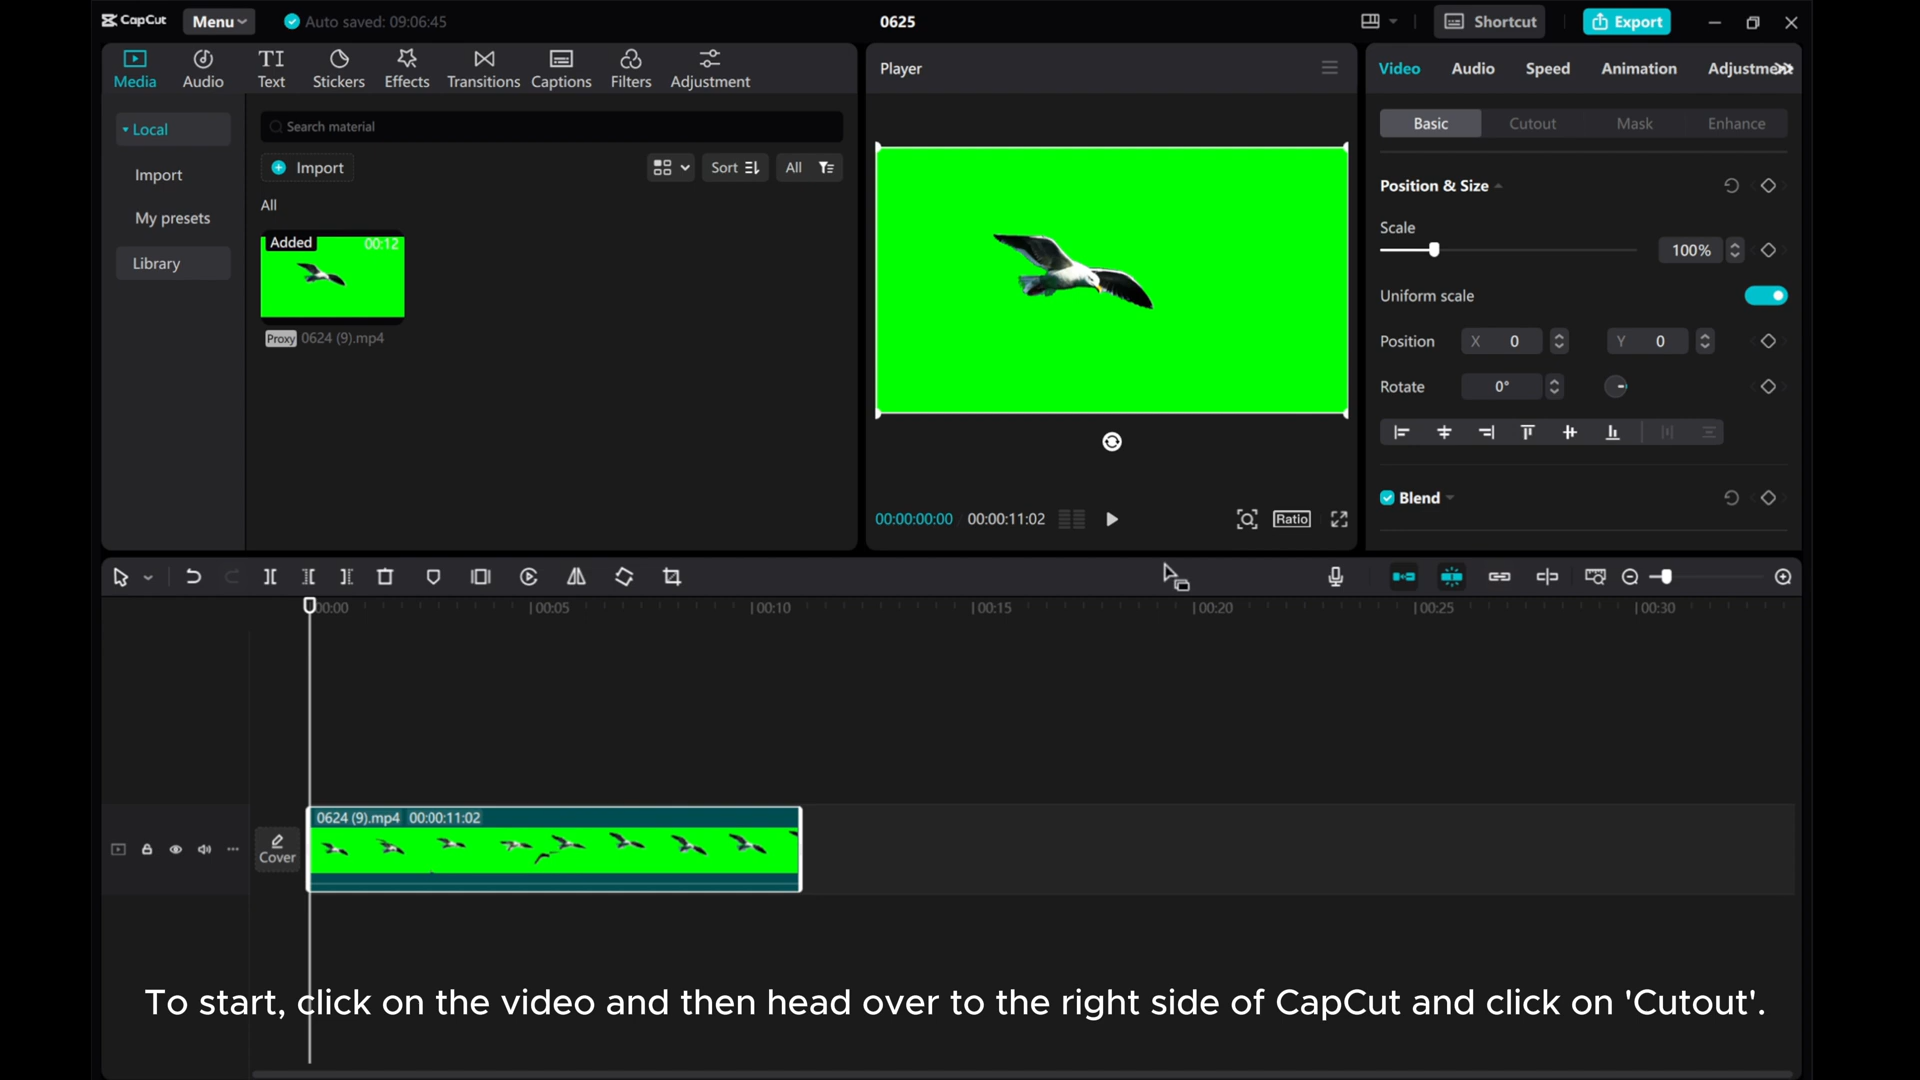 CapCut
Menu
Auto saved: 09:06:45
0625
Shortcut
Export
Media
Audio
Text
Stickers
Effects
Transitions
Captions
Filters
Adjustment
Local
Import
My presets
Library
Search material
Import
Sort
All
All
Added
00:12
Proxy
0624 (9).mp4
Player
00:00:00:00
00:00:11:02
Ratio
Video
Audio
Speed
Animation
Adjustment
Basic
Cutout
Mask
Enhance
Position & Size
Scale
100%
Uniform scale
Position
X 0
Y 0
Rotate
0°
Blend
00:00
00:05
00:10
00:15
00:20
00:25
00:30
Cover
0624 (9).mp4 00:00:11:02
To start, click on the video and then head over to the right side of CapCut and click on 'Cutout'.